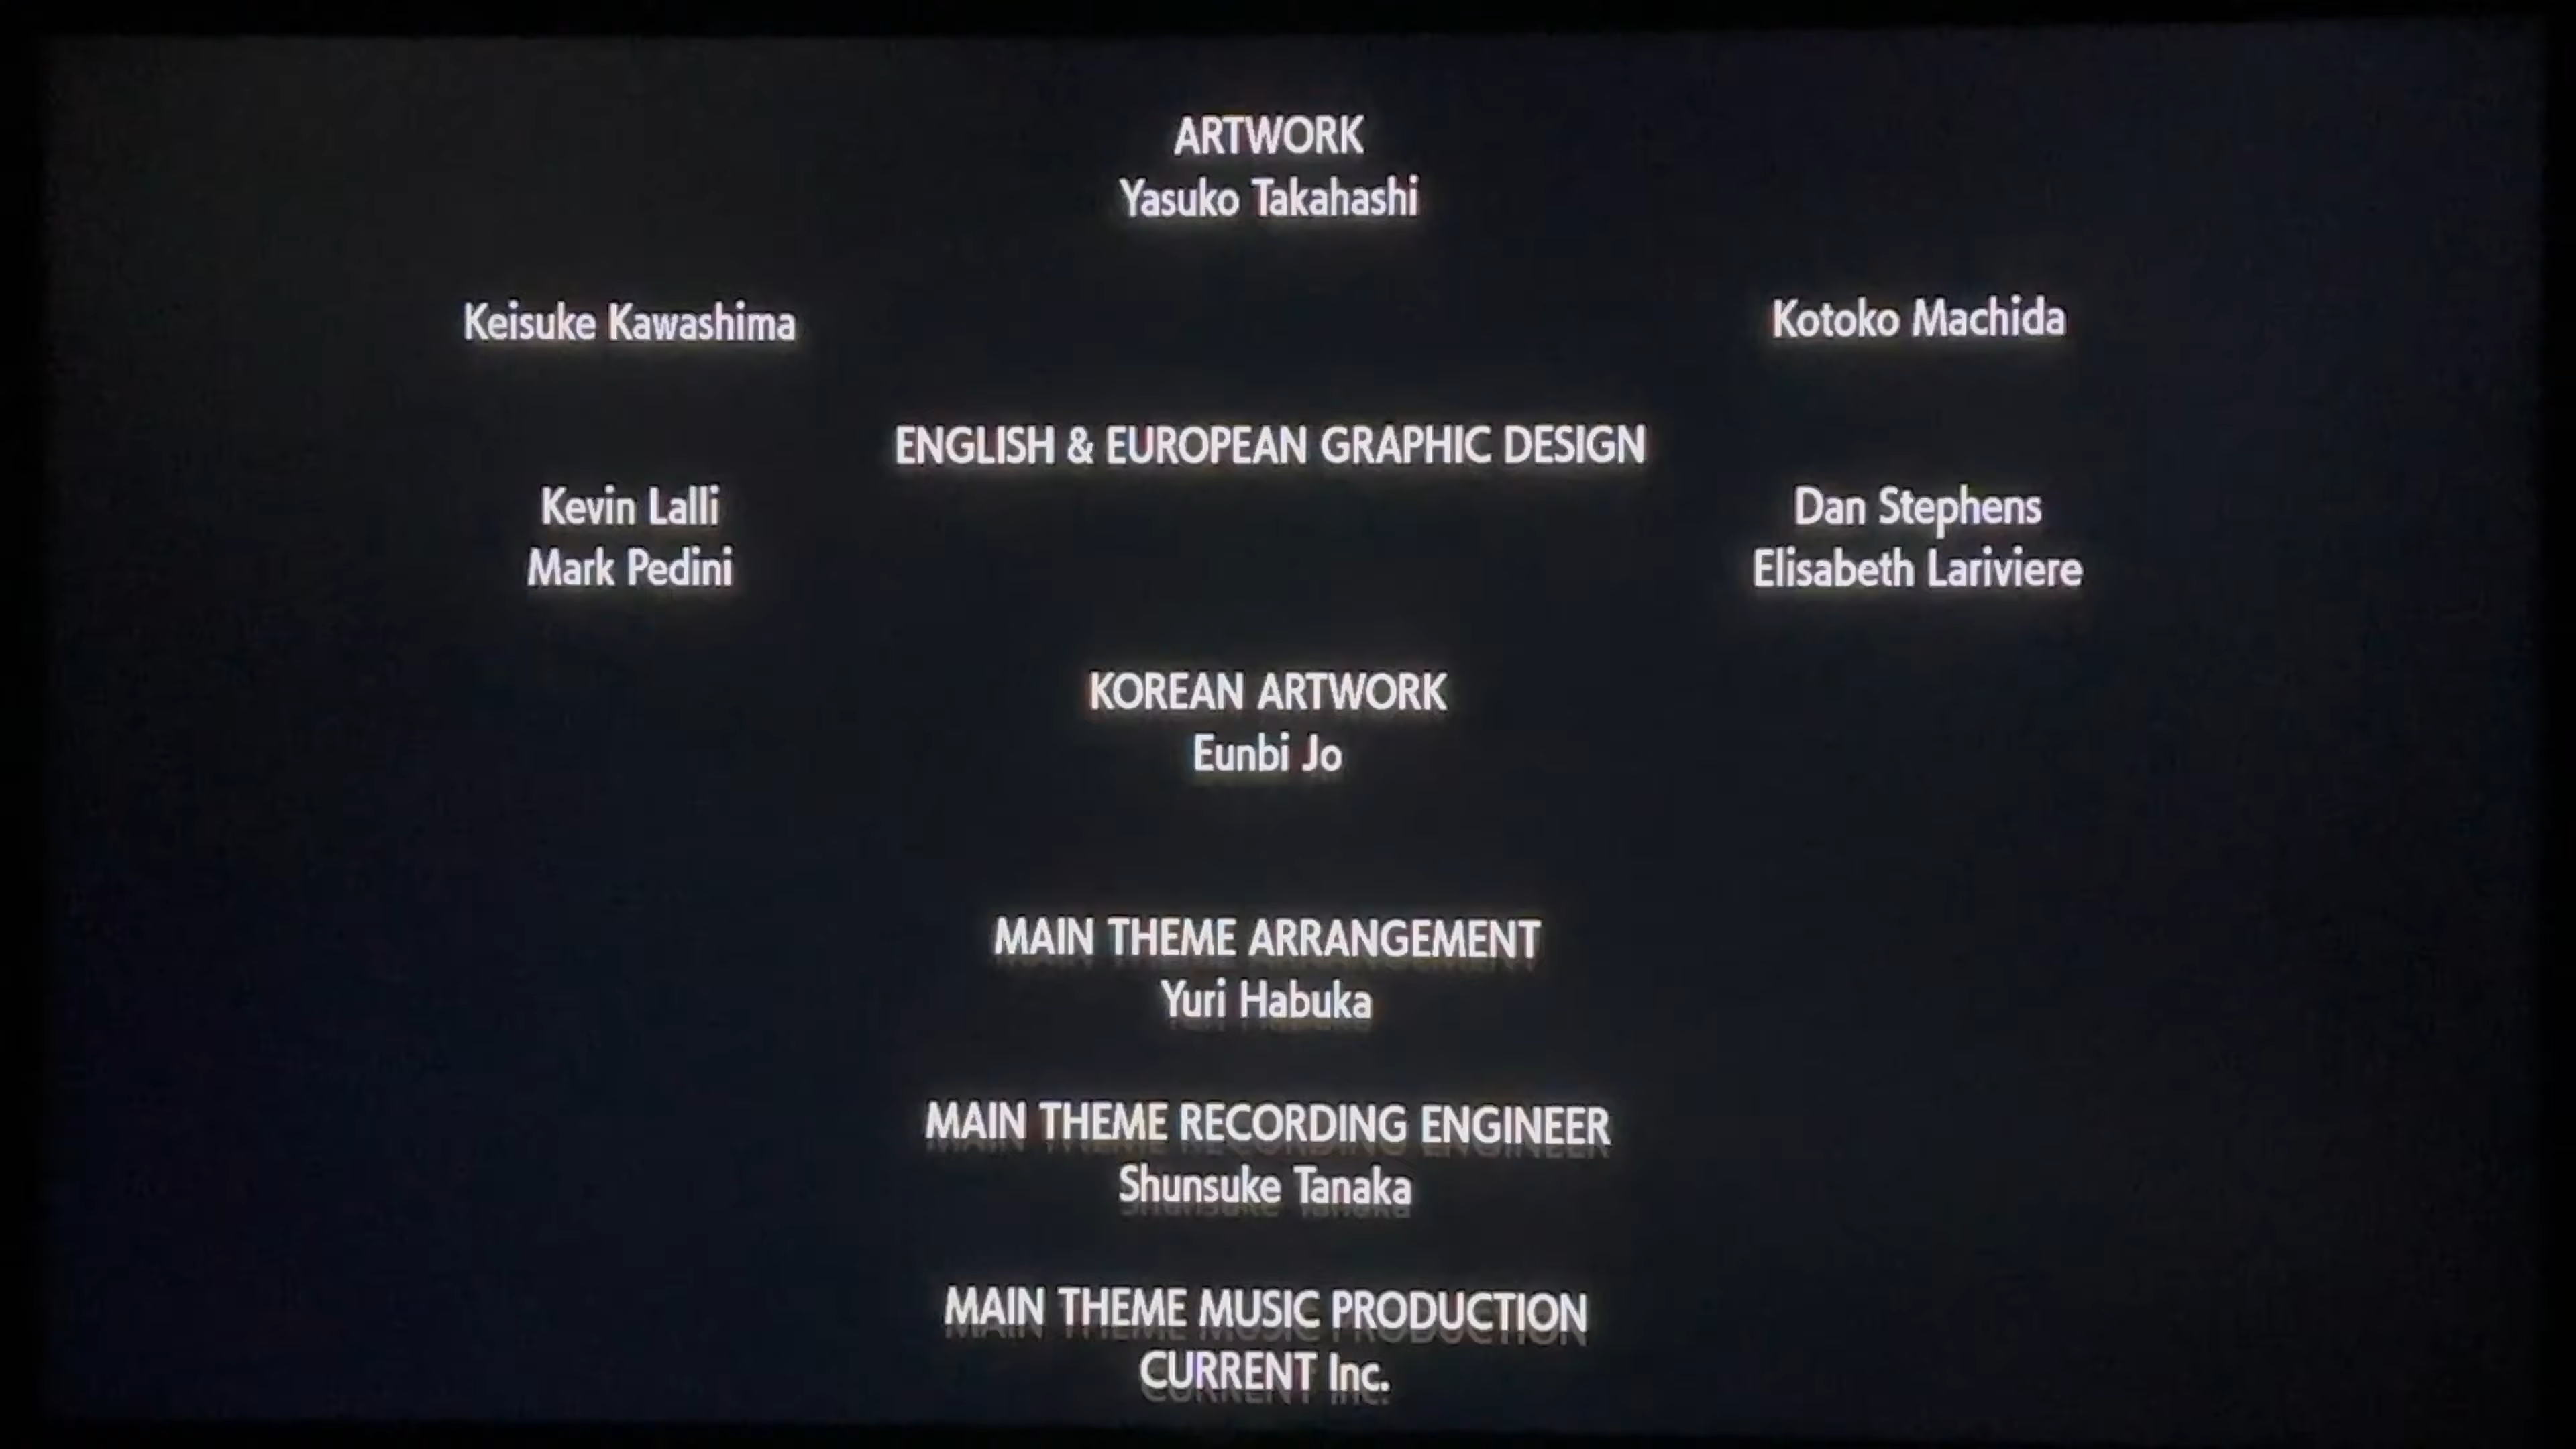 ARTWORK
Yasuko Takahashi
Keisuke Kawashima Kotoko Machida
ENGLISH & EUROPEAN GRAPHIC DESIGN
Kevin Lalli Dan Stephens
Mark Pedini Elisabeth Lariviere
KOREAN ARTWORK
Eunbi Jo
MAIN THEME ARRANGEMENT
Yuri Habuka
MAIN THEME RECORDING ENGINEER
Shunsuke Tanaka
MAIN THEME MUSIC PRODUCTION
CURRENT Inc.